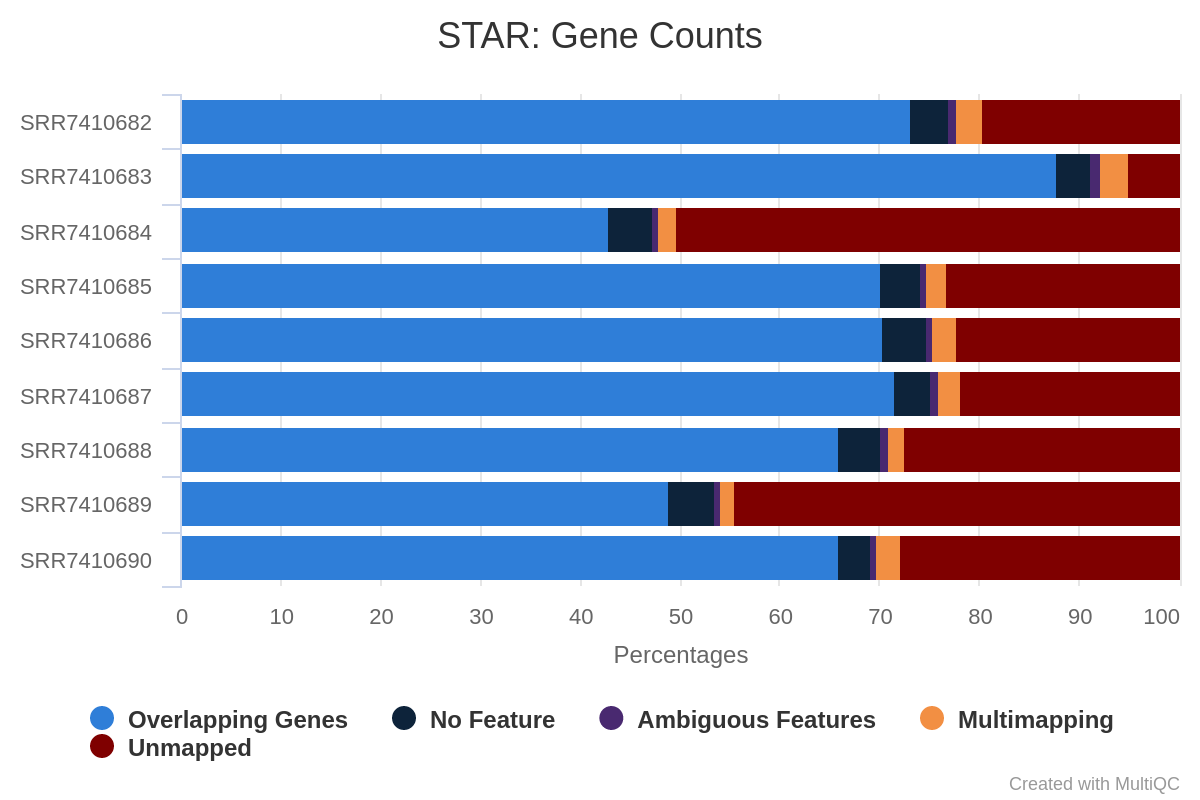 STAR: Gene Counts
SRR7410682
SRR7410683
SRR7410684
SRR7410685
SRR7410686
SRR7410687
SRR7410688
SRR7410689
SRR7410690
0 10 20 30 40 50 60 70 80 90 100
Percentages
Overlapping Genes No Feature Ambiguous Features Multimapping
Unmapped
Created with MultiQC